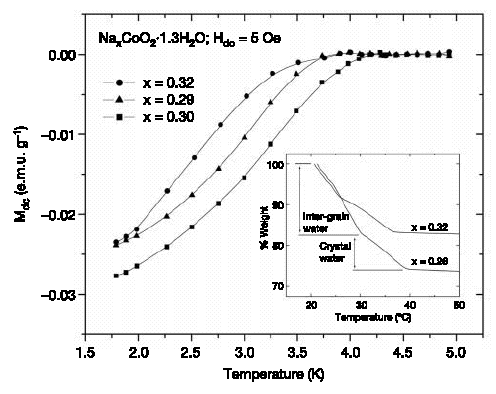 NaxCoO2·1.3H2O; Hdc = 5 Oe
x = 0.32
x = 0.29
x = 0.30
0.00
−0.01
−0.02
−0.03
Mdc (e.m.u. g−1)
1.5 2.0 2.5 3.0 3.5 4.0 4.5 5.0
Temperature (K)
100
90
80
70
% Weight
Inter-grain
water
Crystal
water
x = 0.32
x = 0.26
20 30 40 50
Temperature (°C)